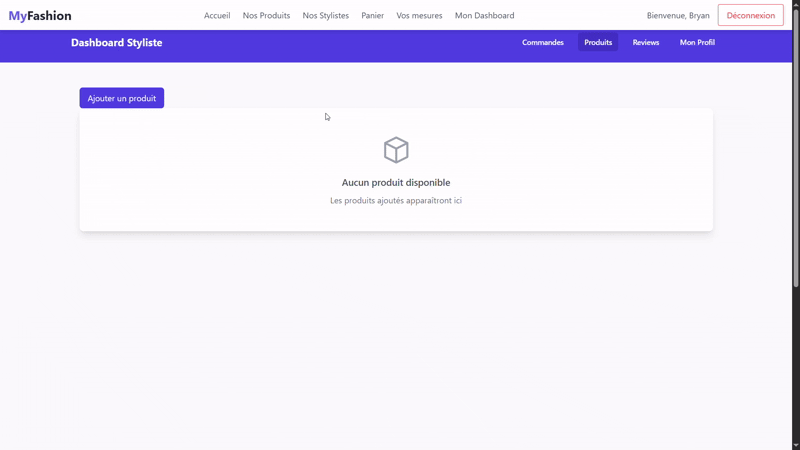 MyFashion Accueil Nos Produits Nos Stylistes Panier Vos mesures Mon Dashboard Bienvenue, Bryan Déconnexion
Dashboard Styliste Commandes Produits Reviews Mon Profil
Ajouter un produit
Aucun produit disponible
Les produits ajoutés apparaîtront ici